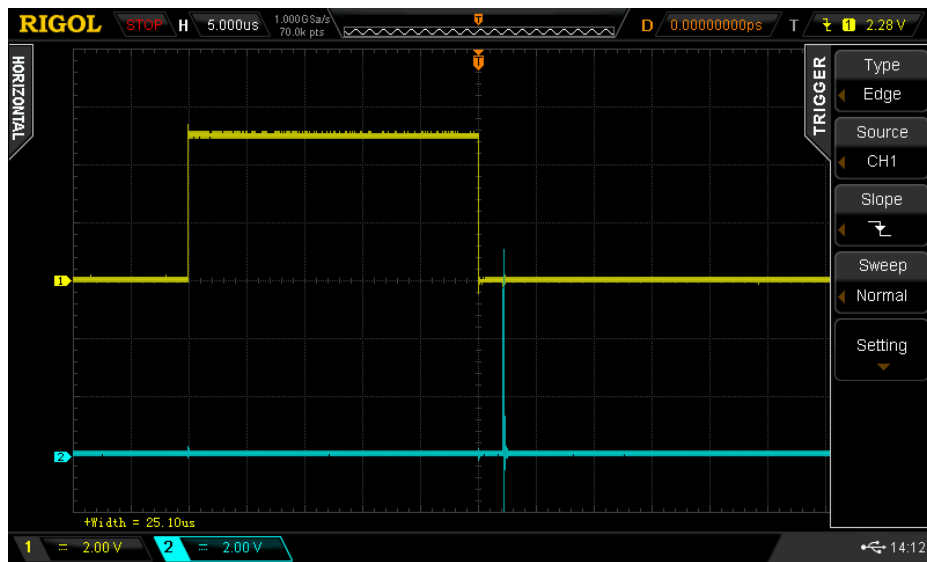 RIGOL STOP H 5.000us 1.000GSa/s D 0.00000000ps T 1 2.28 V
70.0k pts
T
T
HORIZONTAL
TRIGGER
Type
Edge
Source
CH1
Slope
Sweep
Normal
Setting
1
2
+Width = 25.10us
1 = 2.00 V 2 = 2.00 V 14:12